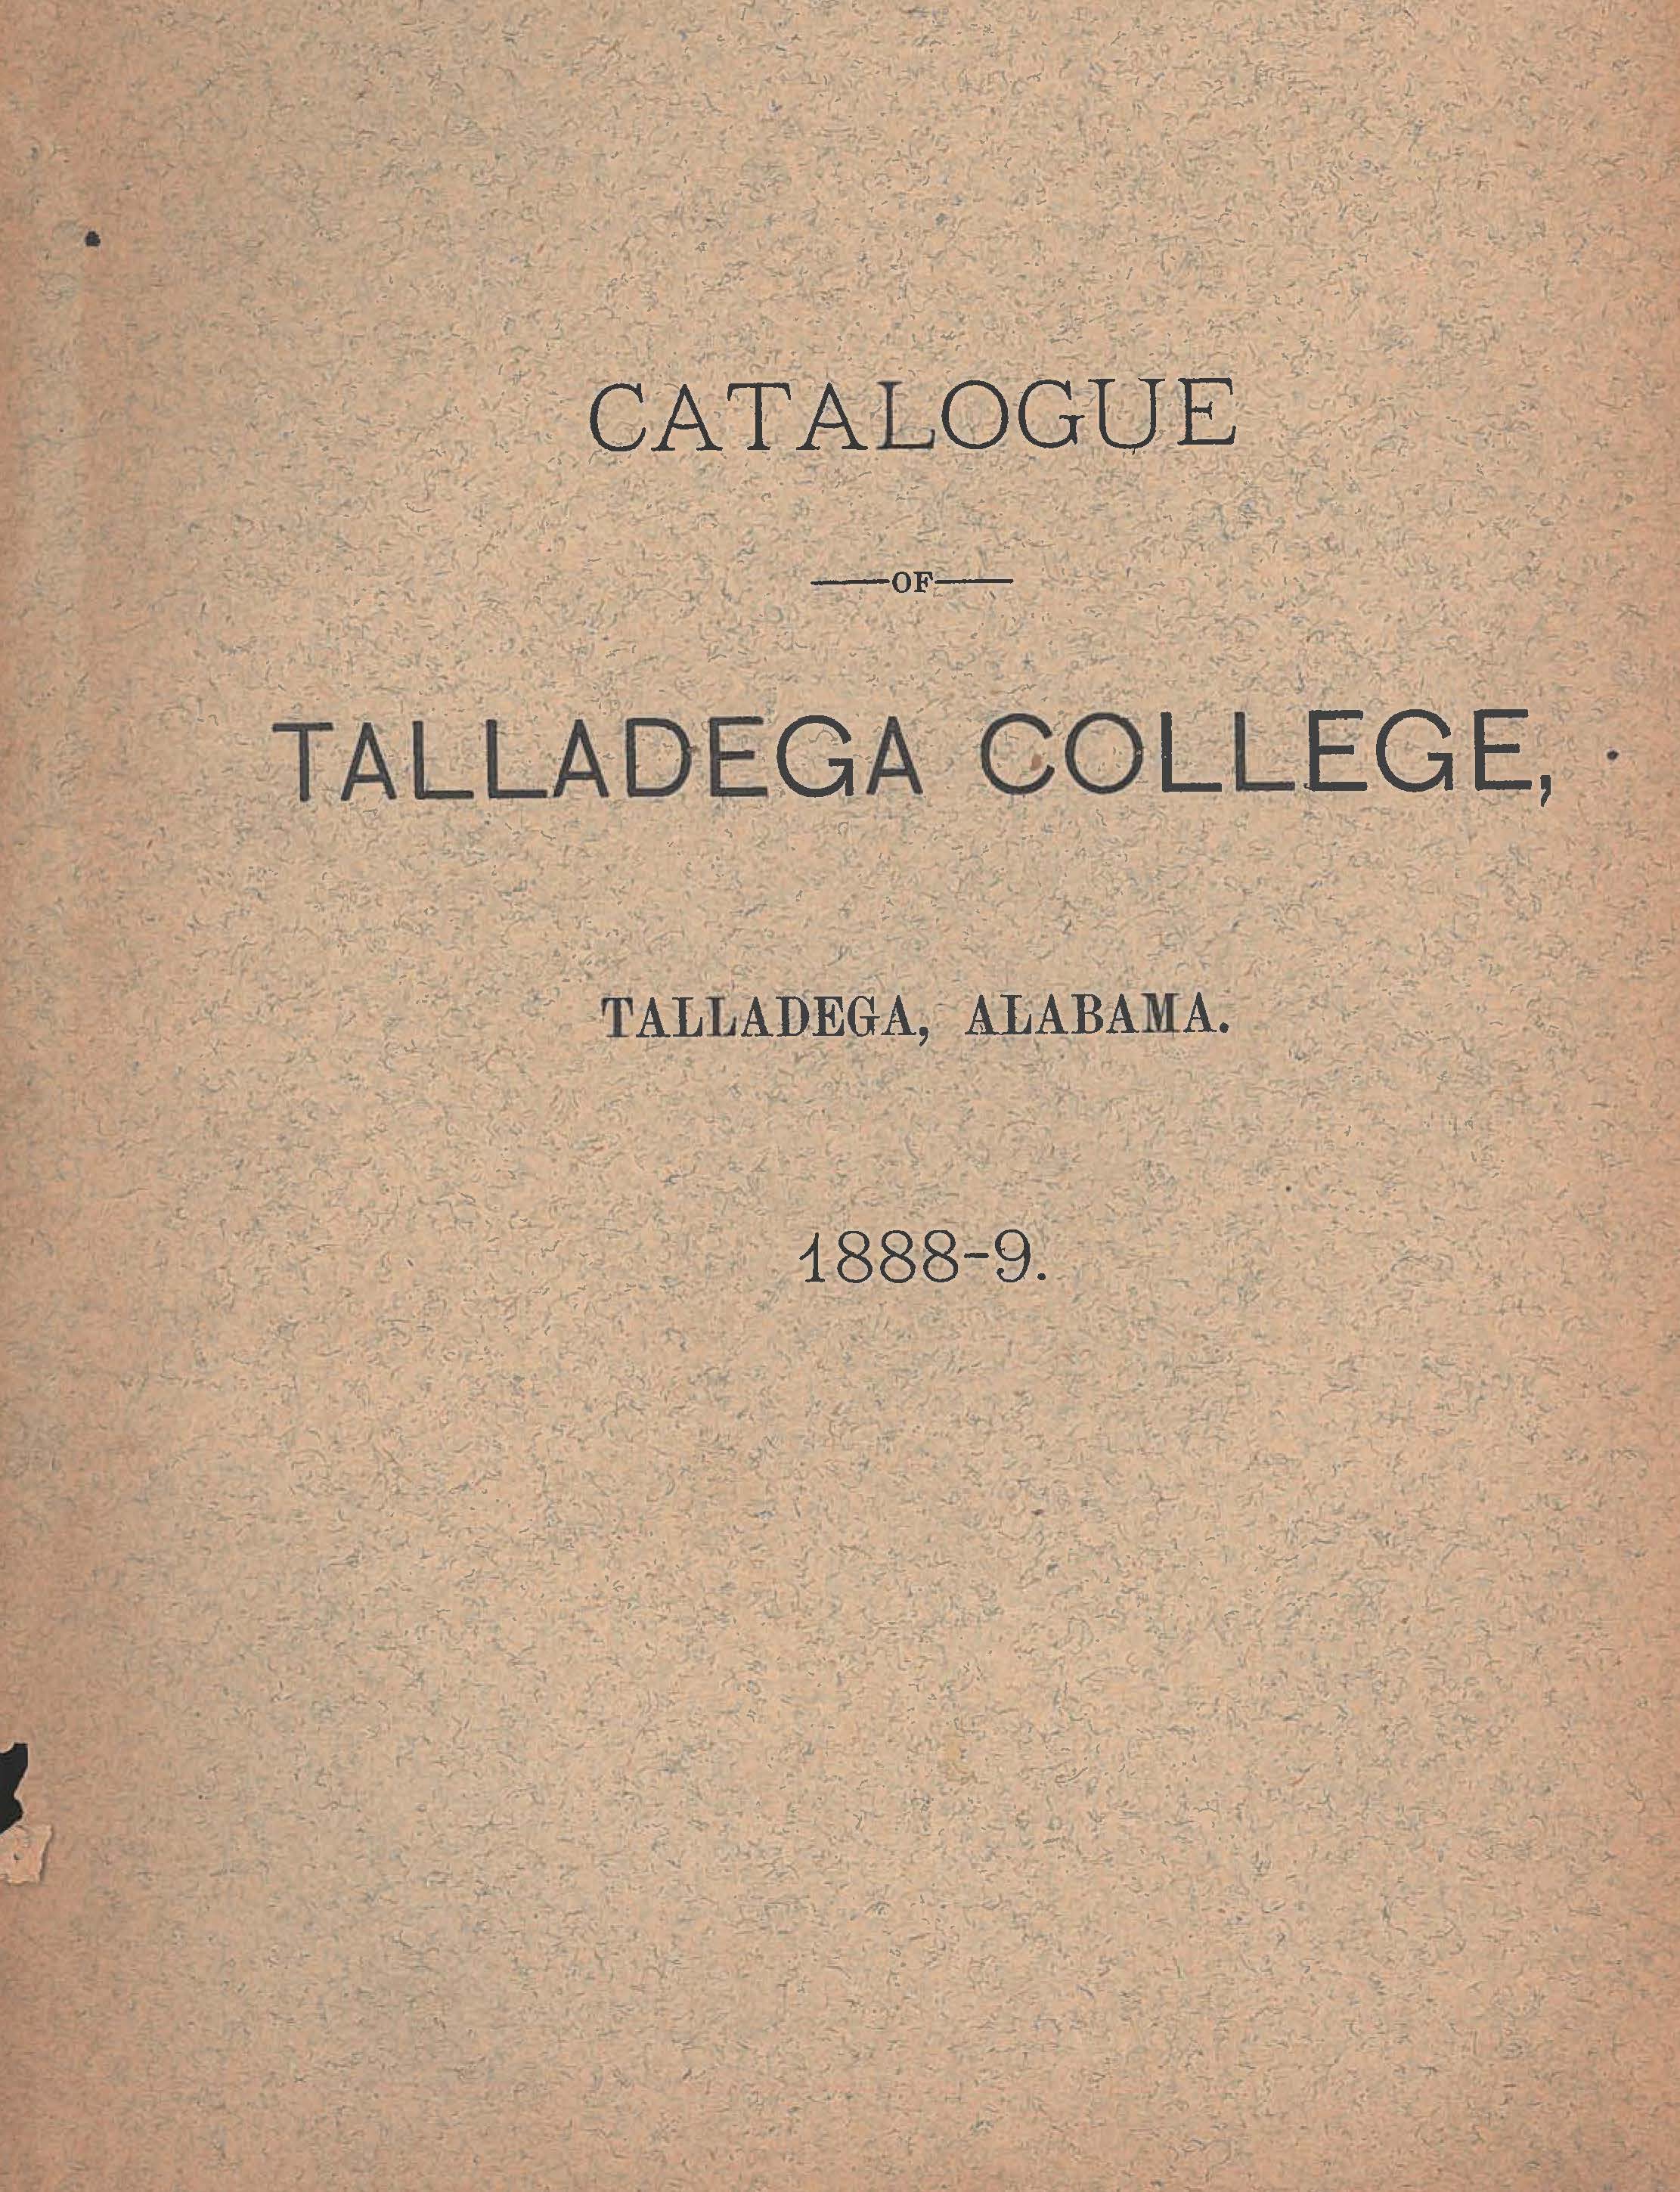 CATALOGUE
—OF—
TALLADEGA COLLEGE,
TALLADEGA, ALABAMA.
1888-9.